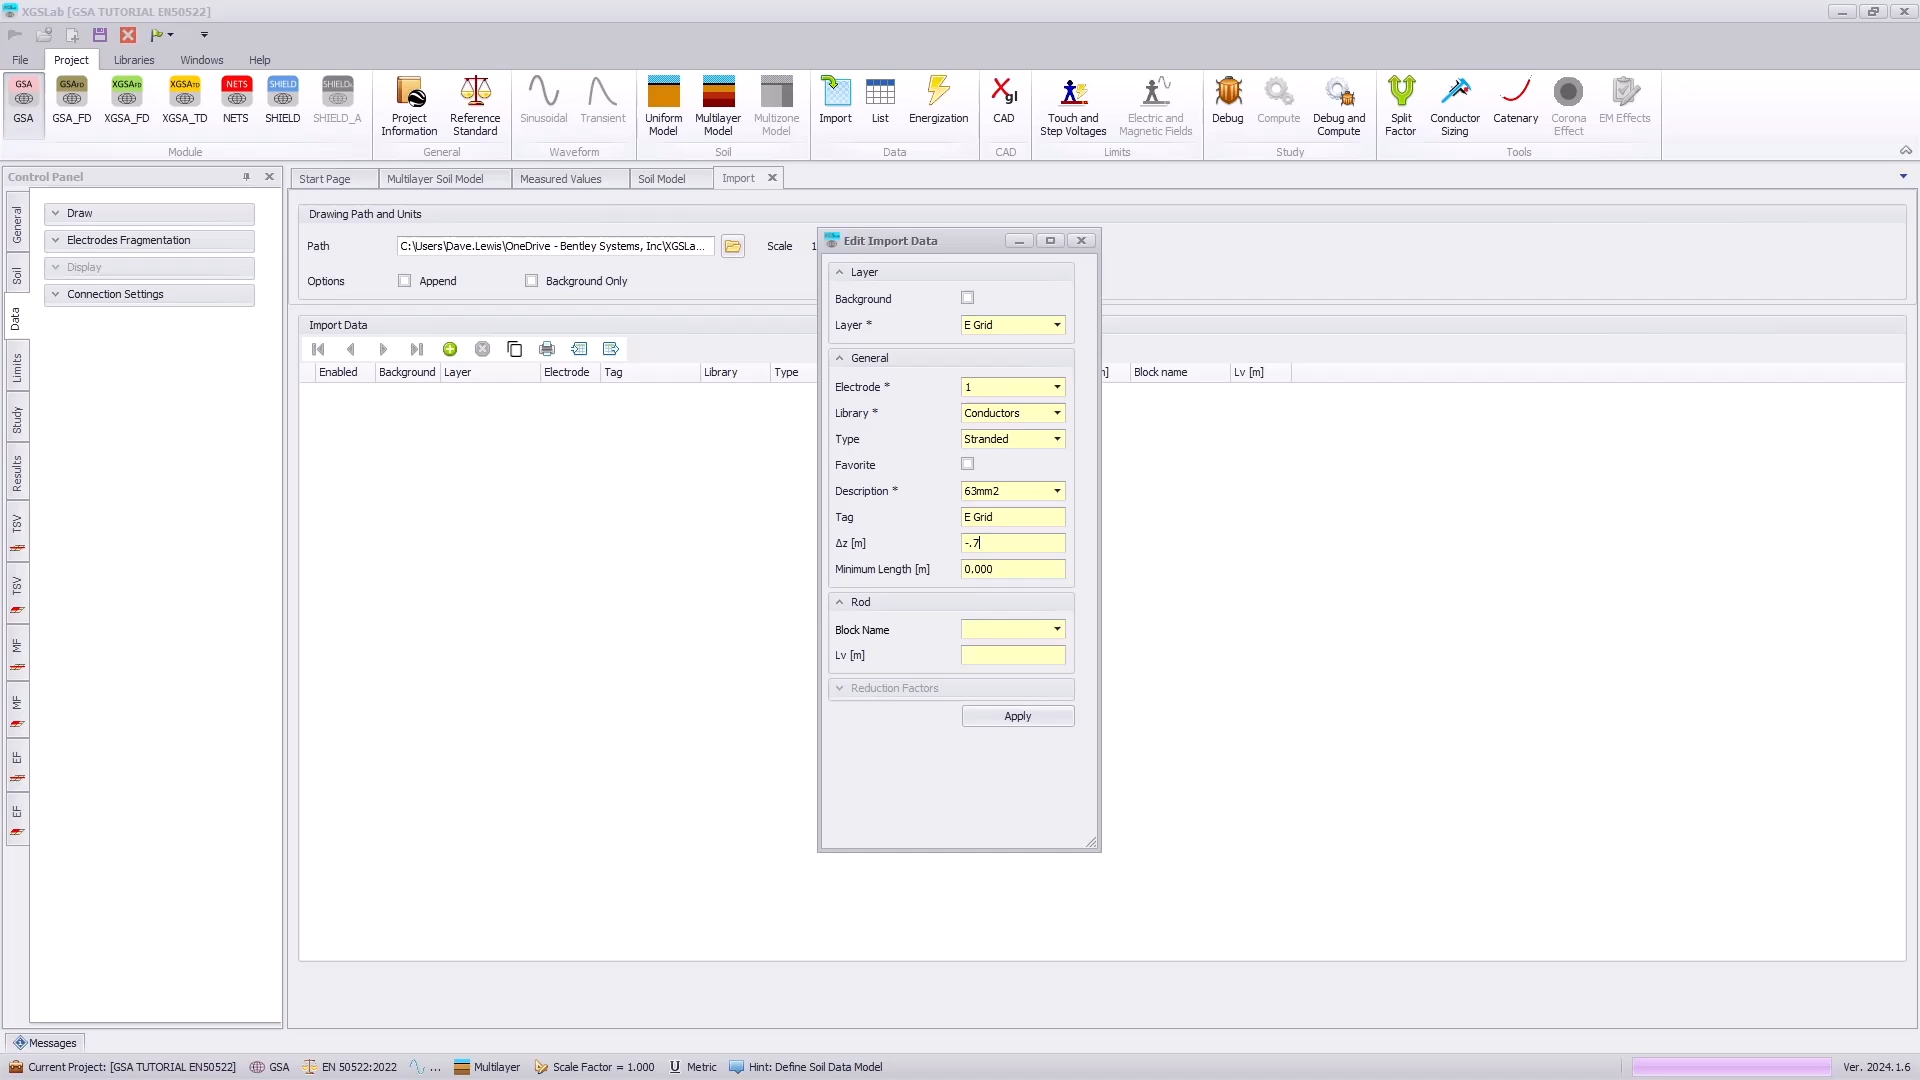 XGSLab [GSA TUTORIAL EN50522]
File Project Libraries Windows Help
GSA GSA_FD XGSA_FD XGSA_TD NETS SHIELD SHIELD_A
Module
Project Information Reference Standard
General
Sinusoidal Transient
Waveform
Uniform Model Multilayer Model Multizone Model
Soil
Import List Energization
Data
CAD
CAD
Touch and Step Voltages Electric and Magnetic Fields
Limits
Debug Compute Debug and Compute
Study
Split Factor Conductor Sizing Catenary Corona Effect EM Effects
Tools
Control Panel
General
Soil
Data
Limits
Study
Results
TSV
TSV
MF
MF
EF
EF
Draw
Electrodes Fragmentation
Display
Connection Settings
Start Page Multilayer Soil Model Measured Values Soil Model Import
Drawing Path and Units
Path C:\Users\Dave.Lewis\OneDrive - Bentley Systems, Inc\XGSLa... Scale 1
Options Append Background Only
Import Data
Enabled Background Layer Electrode Tag Library Type Block name Lv [m]
Edit Import Data
Layer
Background
Layer * E Grid
General
Electrode * 1
Library * Conductors
Type Stranded
Favorite
Description * 63mm2
Tag E Grid
Δz [m] -.7
Minimum Length [m] 0.000
Rod
Block Name
Lv [m]
Reduction Factors
Apply
Messages
Current Project: [GSA TUTORIAL EN50522] GSA EN 50522:2022 ... Multilayer Scale Factor = 1.000 U Metric Hint: Define Soil Data Model Ver. 2024.1.6